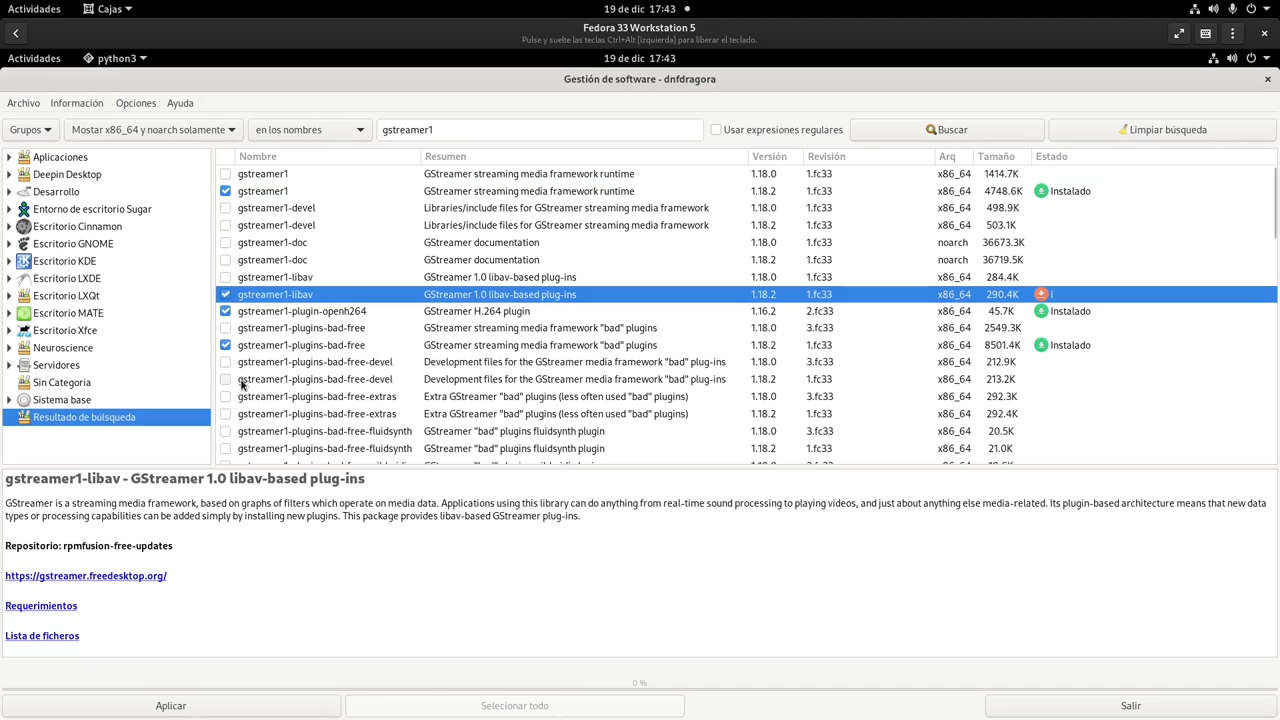 Actividades Cajas 19 de dic 17:43
Fedora 33 Workstation 5
Pulse y suelte las teclas Ctrl+Alt [izquierda] para liberar el teclado.
Actividades python3 19 de dic 17:43
Gestión de software - dnfdragora
Archivo Información Opciones Ayuda
Grupos Mostar x86_64 y noarch solamente en los nombres gstreamer1 Usar expresiones regulares Buscar Limpiar búsqueda
Aplicaciones
Deepin Desktop
Desarrollo
Entorno de escritorio Sugar
Escritorio Cinnamon
Escritorio GNOME
Escritorio KDE
Escritorio LXDE
Escritorio LXQt
Escritorio MATE
Escritorio Xfce
Neuroscience
Servidores
Sin Categoría
Sistema base
Resultado de búlsqueda
Nombre Resumen Versión Revisión Arq Tamaño Estado
gstreamer1 GStreamer streaming media framework runtime 1.18.0 1.fc33 x86_64 1414.7K
gstreamer1 GStreamer streaming media framework runtime 1.18.2 1.fc33 x86_64 4748.6K Instalado
gstreamer1-devel Libraries/include files for GStreamer streaming media framework 1.18.0 1.fc33 x86_64 498.9K
gstreamer1-devel Libraries/include files for GStreamer streaming media framework 1.18.2 1.fc33 x86_64 503.1K
gstreamer1-doc GStreamer documentation 1.18.0 1.fc33 noarch 36673.3K
gstreamer1-doc GStreamer documentation 1.18.2 1.fc33 noarch 36719.5K
gstreamer1-libav GStreamer 1.0 libav-based plug-ins 1.18.0 1.fc33 x86_64 284.4K
gstreamer1-libav GStreamer 1.0 libav-based plug-ins 1.18.2 1.fc33 x86_64 290.4K i
gstreamer1-plugin-openh264 GStreamer H.264 plugin 1.16.2 2.fc33 x86_64 45.7K Instalado
gstreamer1-plugins-bad-free GStreamer streaming media framework "bad" plugins 1.18.0 3.fc33 x86_64 2549.3K
gstreamer1-plugins-bad-free GStreamer streaming media framework "bad" plugins 1.18.2 1.fc33 x86_64 8501.4K Instalado
gstreamer1-plugins-bad-free-devel Development files for the GStreamer media framework "bad" plug-ins 1.18.0 3.fc33 x86_64 212.9K
gstreamer1-plugins-bad-free-devel Development files for the GStreamer media framework "bad" plug-ins 1.18.2 1.fc33 x86_64 213.2K
gstreamer1-plugins-bad-free-extras Extra GStreamer "bad" plugins (less often used "bad" plugins) 1.18.0 3.fc33 x86_64 292.3K
gstreamer1-plugins-bad-free-extras Extra GStreamer "bad" plugins (less often used "bad" plugins) 1.18.2 1.fc33 x86_64 292.4K
gstreamer1-plugins-bad-free-fluidsynth GStreamer "bad" plugins fluidsynth plugin 1.18.0 3.fc33 x86_64 20.5K
gstreamer1-plugins-bad-free-fluidsynth GStreamer "bad" plugins fluidsynth plugin 1.18.2 1.fc33 x86_64 21.0K
gstreamer1-libav - GStreamer 1.0 libav-based plug-ins
GStreamer is a streaming media framework, based on graphs of filters which operate on media data. Applications using this library can do anything from real-time sound processing to playing videos, and just about anything else media-related. Its plugin-based architecture means that new data
types or processing capabilities can be added simply by installing new plugins. This package provides libav-based GStreamer plug-ins.
Repositorio: rpmfusion-free-updates
https://gstreamer.freedesktop.org/
Requerimientos
Lista de ficheros
0 %
Aplicar Selecionar todo Salir